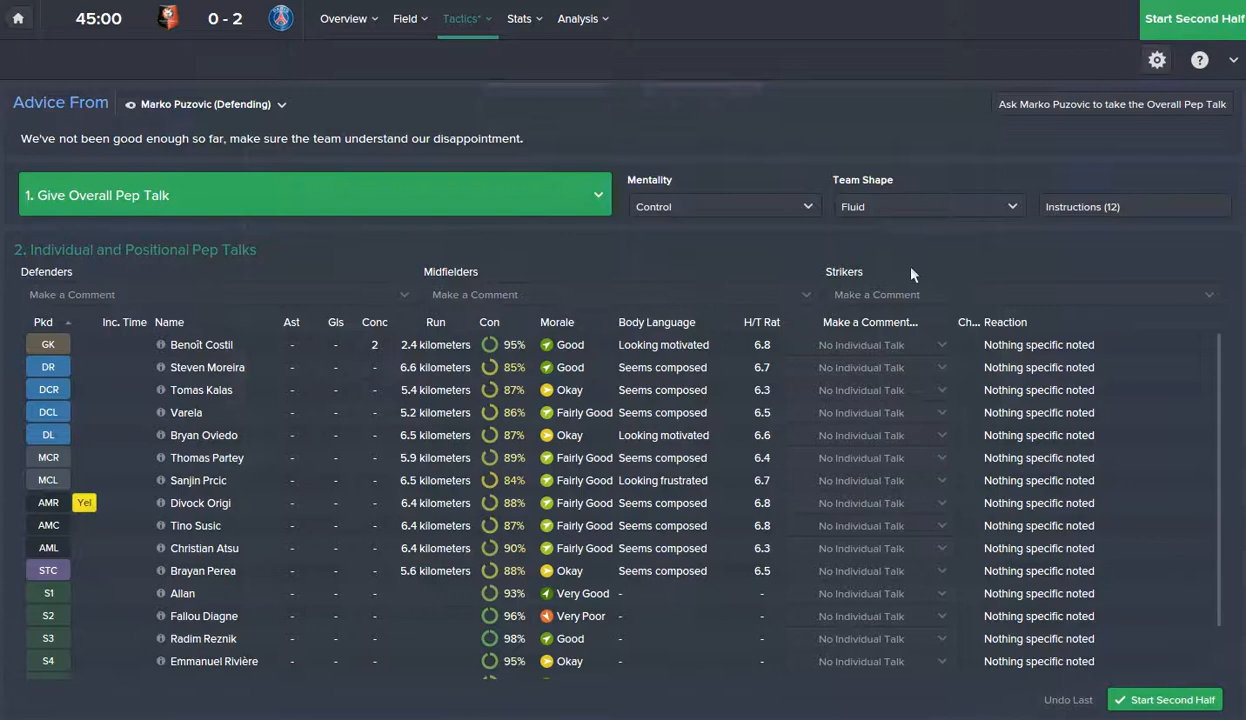 45:00 0 - 2 Overview Field Tactics* Stats Analysis Start Second Half
?
Advice From Marko Puzovic (Defending) Ask Marko Puzovic to take the Overall Pep Talk
We've not been good enough so far, make sure the team understand our disappointment.
Mentality Team Shape
1. Give Overall Pep Talk Control Fluid Instructions (12)
2. Individual and Positional Pep Talks
Defenders Midfielders Strikers
Make a Comment Make a Comment Make a Comment
Pkd Inc. Time Name Ast Gls Conc Run Con Morale Body Language H/T Rat Make a Comment... Ch... Reaction
GK Benoît Costil - - 2 2.4 kilometers 95% Good Looking motivated 6.8 No Individual Talk Nothing specific noted
DR Steven Moreira - - - 6.6 kilometers 85% Good Seems composed 6.7 No Individual Talk Nothing specific noted
DCR Tomas Kalas - - - 5.4 kilometers 87% Okay Seems composed 6.3 No Individual Talk Nothing specific noted
DCL Varela - - - 5.2 kilometers 86% Fairly Good Seems composed 6.5 No Individual Talk Nothing specific noted
DL Bryan Oviedo - - - 6.5 kilometers 87% Okay Looking motivated 6.6 No Individual Talk Nothing specific noted
MCR Thomas Partey - - - 5.9 kilometers 89% Fairly Good Seems composed 6.4 No Individual Talk Nothing specific noted
MCL Sanjin Prcic - - - 6.5 kilometers 84% Fairly Good Looking frustrated 6.7 No Individual Talk Nothing specific noted
AMR Yel Divock Origi - - - 6.4 kilometers 88% Fairly Good Seems composed 6.8 No Individual Talk Nothing specific noted
AMC Tino Susic - - - 6.4 kilometers 87% Fairly Good Seems composed 6.8 No Individual Talk Nothing specific noted
AML Christian Atsu - - - 6.4 kilometers 90% Fairly Good Seems composed 6.3 No Individual Talk Nothing specific noted
STC Brayan Perea - - - 5.6 kilometers 88% Okay Seems composed 6.5 No Individual Talk Nothing specific noted
S1 Allan - - - 93% Very Good - - No Individual Talk Nothing specific noted
S2 Fallou Diagne - - - 96% Very Poor - - No Individual Talk Nothing specific noted
S3 Radim Reznik - - - 98% Good - - No Individual Talk Nothing specific noted
S4 Emmanuel Rivière - - - 95% Okay - - No Individual Talk Nothing specific noted
Undo Last Start Second Half